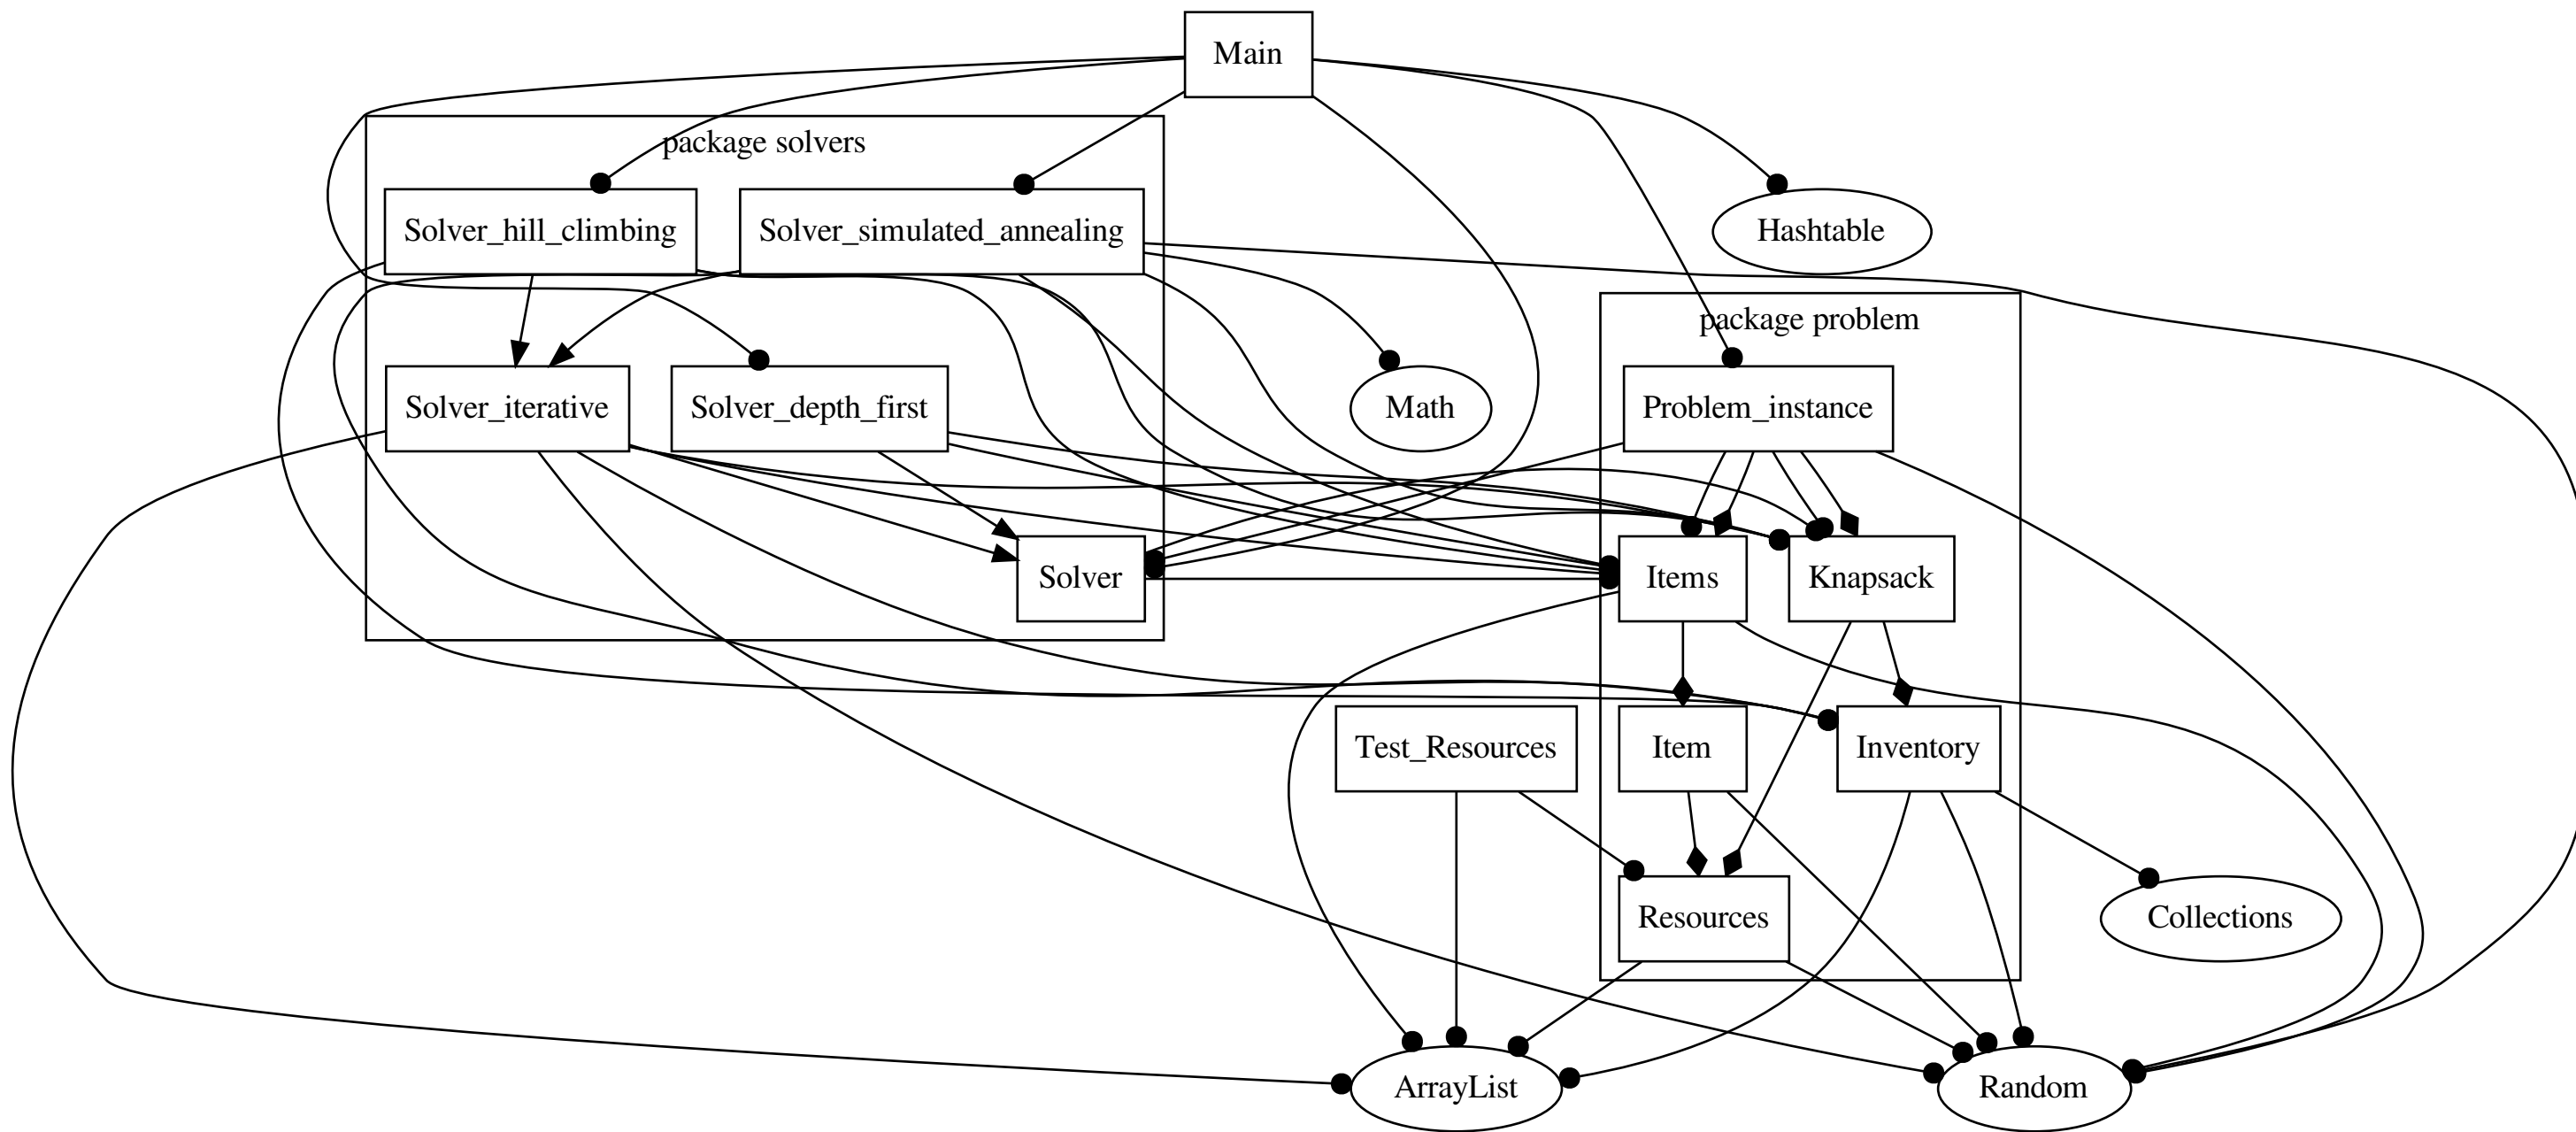 Main
package solvers
Solver_hill_climbing
Solver_simulated_annealing
Hashtable
package problem
Solver_iterative
Solver_depth_first
Math
Problem_instance
Solver
Items
Knapsack
Test_Resources
Item
Inventory
Resources
Collections
ArrayList
Random